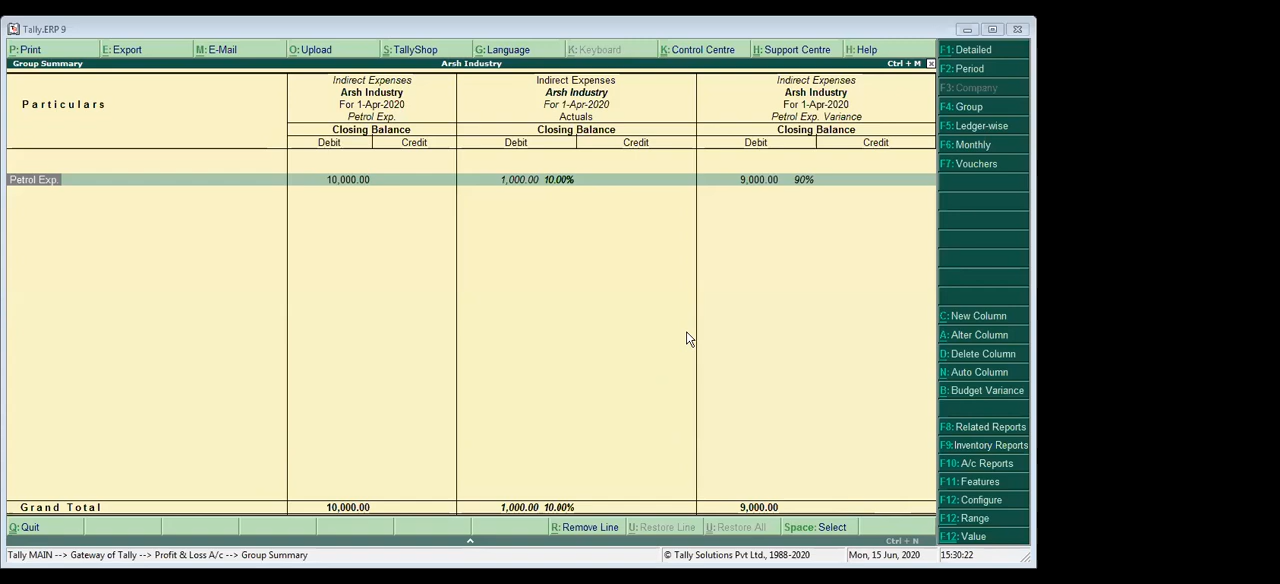 Tally.ERP 9
P: Print E: Export M: E-Mail O: Upload S: TallyShop G: Language K: Keyboard K: Control Centre H: Support Centre H: Help
Group Summary Arsh Industry Ctrl + M
Particulars
Indirect Expenses
Arsh Industry
For 1-Apr-2020
Petrol Exp.
Closing Balance
Debit Credit
Indirect Expenses
Arsh Industry
For 1-Apr-2020
Actuals
Closing Balance
Debit Credit
Indirect Expenses
Arsh Industry
For 1-Apr-2020
Petrol Exp. Variance
Closing Balance
Debit Credit
Petrol Exp. 10,000.00 1,000.00 10.00% 9,000.00 90%
Grand Total 10,000.00 1,000.00 10.00% 9,000.00
F1: Detailed
F2: Period
F3: Company
F4: Group
F5: Ledger-wise
F6: Monthly
F7: Vouchers
C: New Column
A: Alter Column
D: Delete Column
N: Auto Column
B: Budget Variance
F8: Related Reports
F9: Inventory Reports
F10: A/c Reports
F11: Features
F12: Configure
F12: Range
F12: Value
Q: Quit R: Remove Line U: Restore Line U: Restore All Space: Select
Ctrl + N
Tally MAIN --> Gateway of Tally --> Profit & Loss A/c --> Group Summary © Tally Solutions Pvt Ltd., 1988-2020 Mon, 15 Jun, 2020 15:30:22